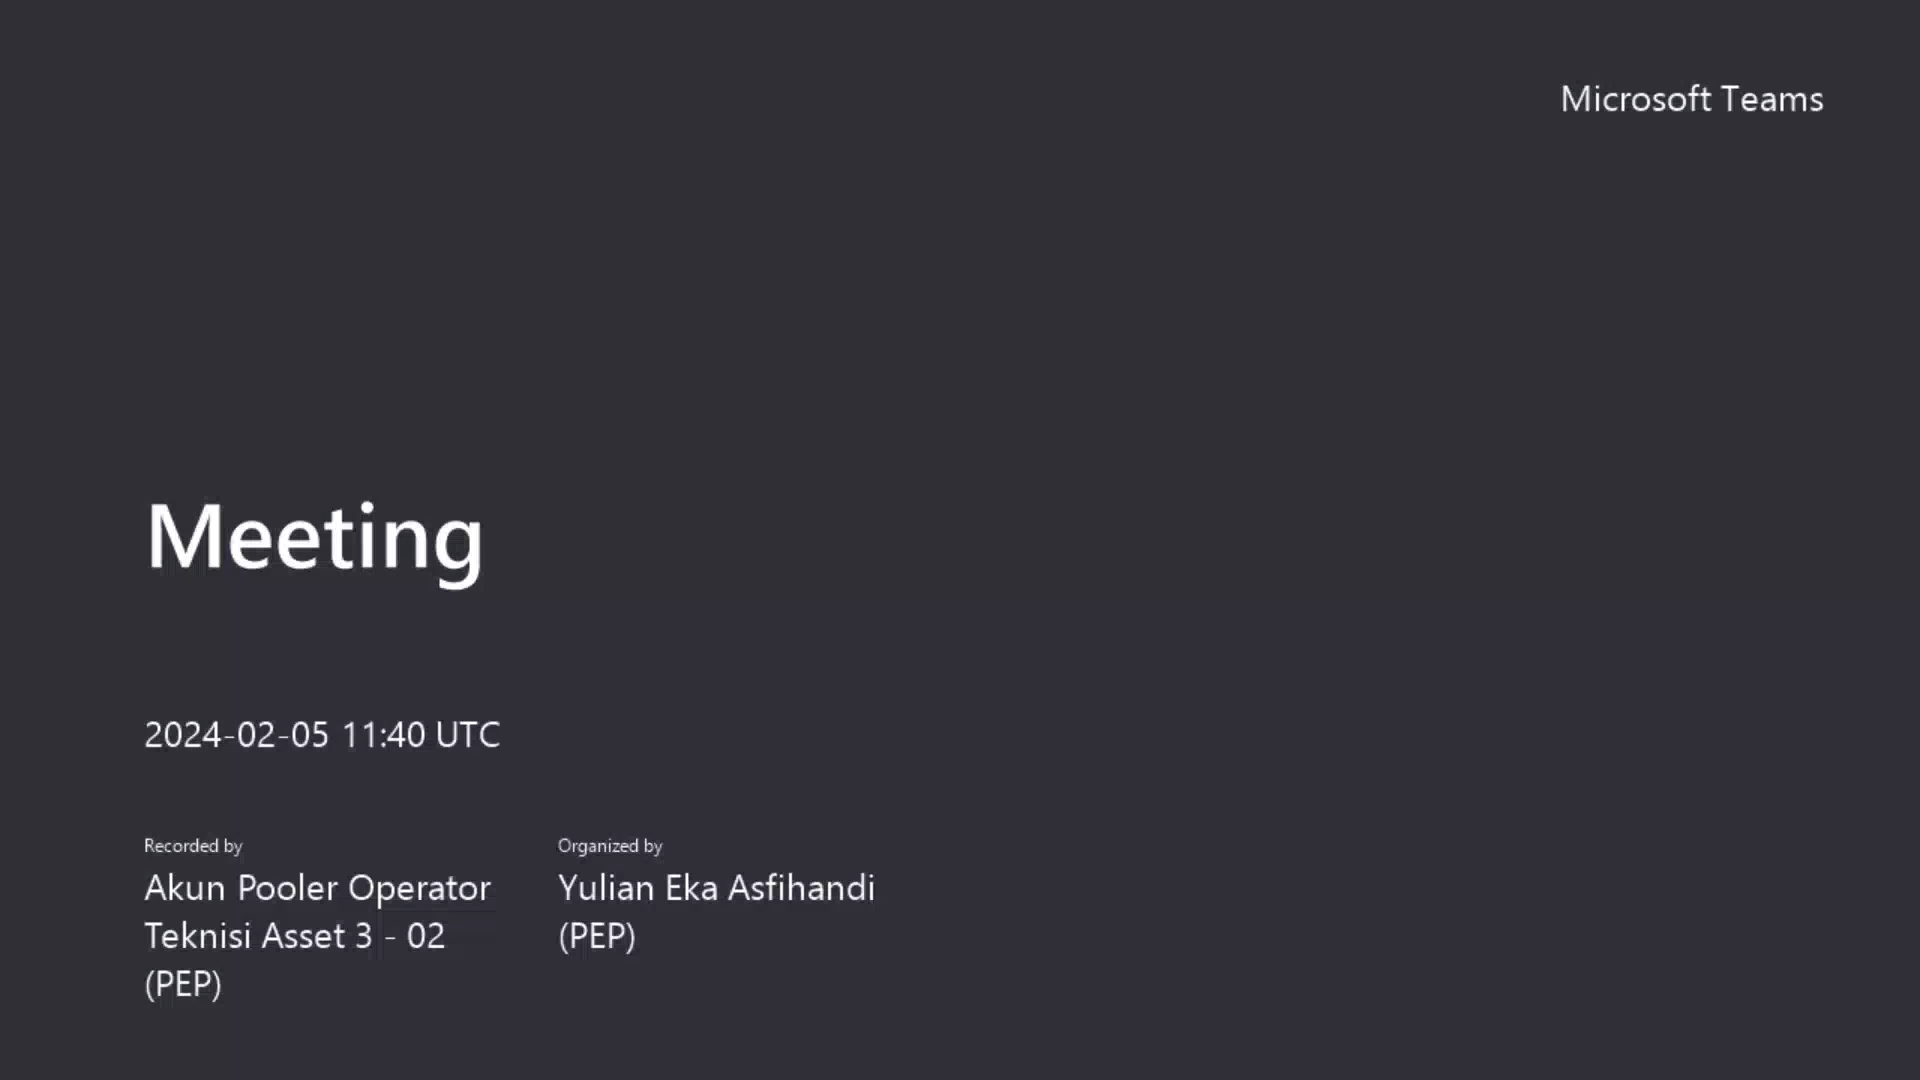 Microsoft Teams
Meeting
2024-02-05 11:40 UTC
Recorded by
Akun Pooler Operator
Teknisi Asset 3 - 02
(PEP)
Organized by
Yulian Eka Asfihandi
(PEP)